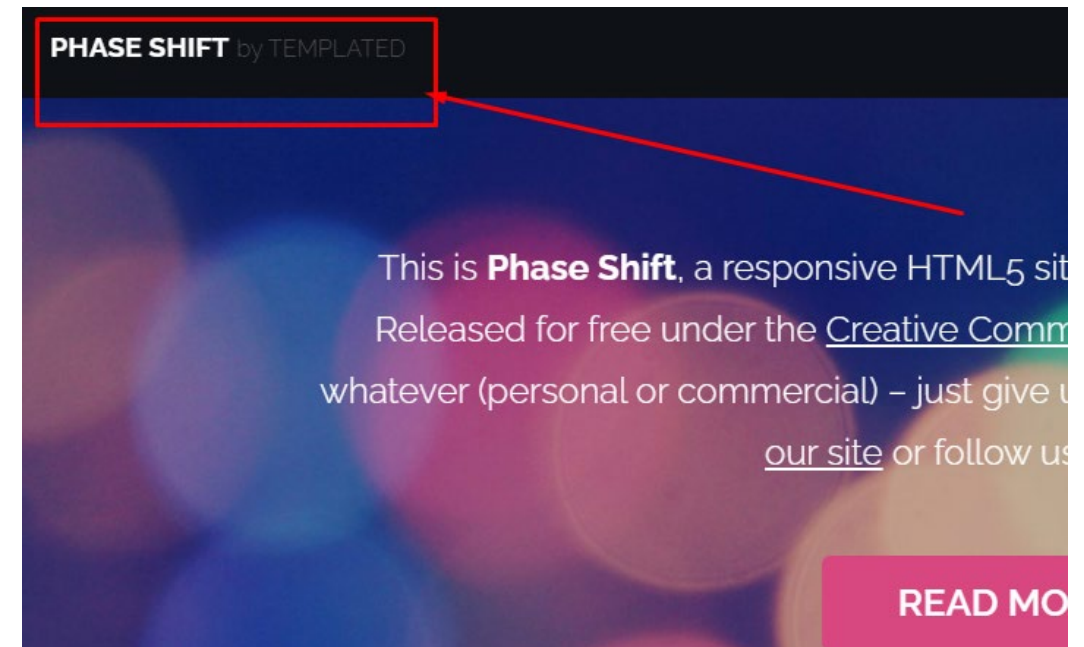 PHASE SHIFT by TEMPLATED
This is Phase Shift, a responsive HTML5 sit
Released for free under the Creative Comm
whatever (personal or commercial) – just give u
our site or follow us
READ MO